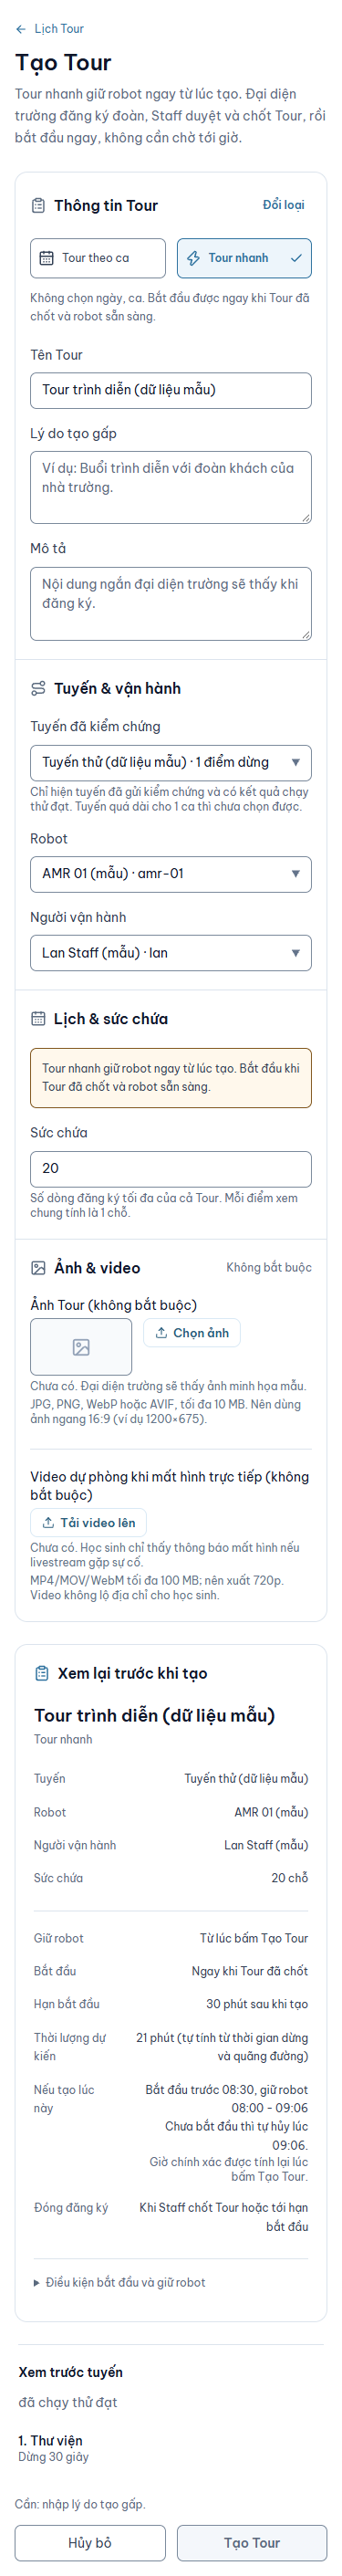 ← Lịch Tour
Tạo Tour
Tour nhanh giữ robot ngay từ lúc tạo. Đại diện
trường đăng ký đoàn, Staff duyệt và chốt Tour, rồi
bắt đầu ngay, không cần chờ tới giờ.
Thông tin Tour
Đổi loại
Tour theo ca
Tour nhanh
Không chọn ngày, ca. Bắt đầu được ngay khi Tour đã
chốt và robot sẵn sàng.
Tên Tour
Tour trình diễn (dữ liệu mẫu)
Lý do tạo gấp
Ví dụ: Buổi trình diễn với đoàn khách của
nhà trường.
Mô tả
Nội dung ngắn đại diện trường sẽ thấy khi
đăng ký.
Tuyến & vận hành
Tuyến đã kiểm chứng
Tuyến thử (dữ liệu mẫu) · 1 điểm dừng
Chỉ hiện tuyến đã gửi kiểm chứng và có kết quả chạy
thử đạt. Tuyến quá dài cho 1 ca thì chưa chọn được.
Robot
AMR 01 (mẫu) · amr-01
Người vận hành
Lan Staff (mẫu) · lan
Lịch & sức chứa
Tour nhanh giữ robot ngay từ lúc tạo. Bắt đầu khi
Tour đã chốt và robot sẵn sàng.
Sức chứa
20
Số dòng đăng ký tối đa của cả Tour. Mỗi điểm xem
chung tính là 1 chỗ.
Ảnh & video
Không bắt buộc
Ảnh Tour (không bắt buộc)
Chọn ảnh
Chưa có. Đại diện trường sẽ thấy ảnh minh họa mẫu.
JPG, PNG, WebP hoặc AVIF, tối đa 10 MB. Nên dùng
ảnh ngang 16:9 (ví dụ 1200×675).
Video dự phòng khi mất hình trực tiếp (không
bắt buộc)
Tải video lên
Chưa có. Học sinh chỉ thấy thông báo mất hình nếu
livestream gặp sự cố.
MP4/MOV/WebM tối đa 100 MB; nên xuất 720p.
Video không lộ địa chỉ cho học sinh.
Xem lại trước khi tạo
Tour trình diễn (dữ liệu mẫu)
Tour nhanh
Tuyến
Tuyến thử (dữ liệu mẫu)
Robot
AMR 01 (mẫu)
Người vận hành
Lan Staff (mẫu)
Sức chứa
20 chỗ
Giữ robot
Từ lúc bấm Tạo Tour
Bắt đầu
Ngay khi Tour đã chốt
Hạn bắt đầu
30 phút sau khi tạo
Thời lượng dự
kiến
21 phút (tự tính từ thời gian dừng
và quãng đường)
Nếu tạo lúc
này
Bắt đầu trước 08:30, giữ robot
08:00 - 09:06
Chưa bắt đầu thì tự hủy lúc
09:06.
Giờ chính xác được tính lại lúc
bấm Tạo Tour.
Đóng đăng ký
Khi Staff chốt Tour hoặc tới hạn
bắt đầu
Điều kiện bắt đầu và giữ robot
Xem trước tuyến
đã chạy thử đạt
1. Thư viện
Dừng 30 giây
Cần: nhập lý do tạo gấp.
Hủy bỏ
Tạo Tour